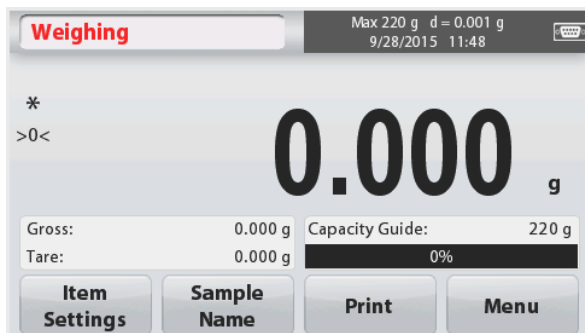 Weighing
Max 220 g d = 0.001 g
9/28/2015 11:48
*
>0<
0.000 g
Gross: 0.000 g
Tare: 0.000 g
Capacity Guide: 220 g
0%
Item Settings
Sample Name
Print
Menu